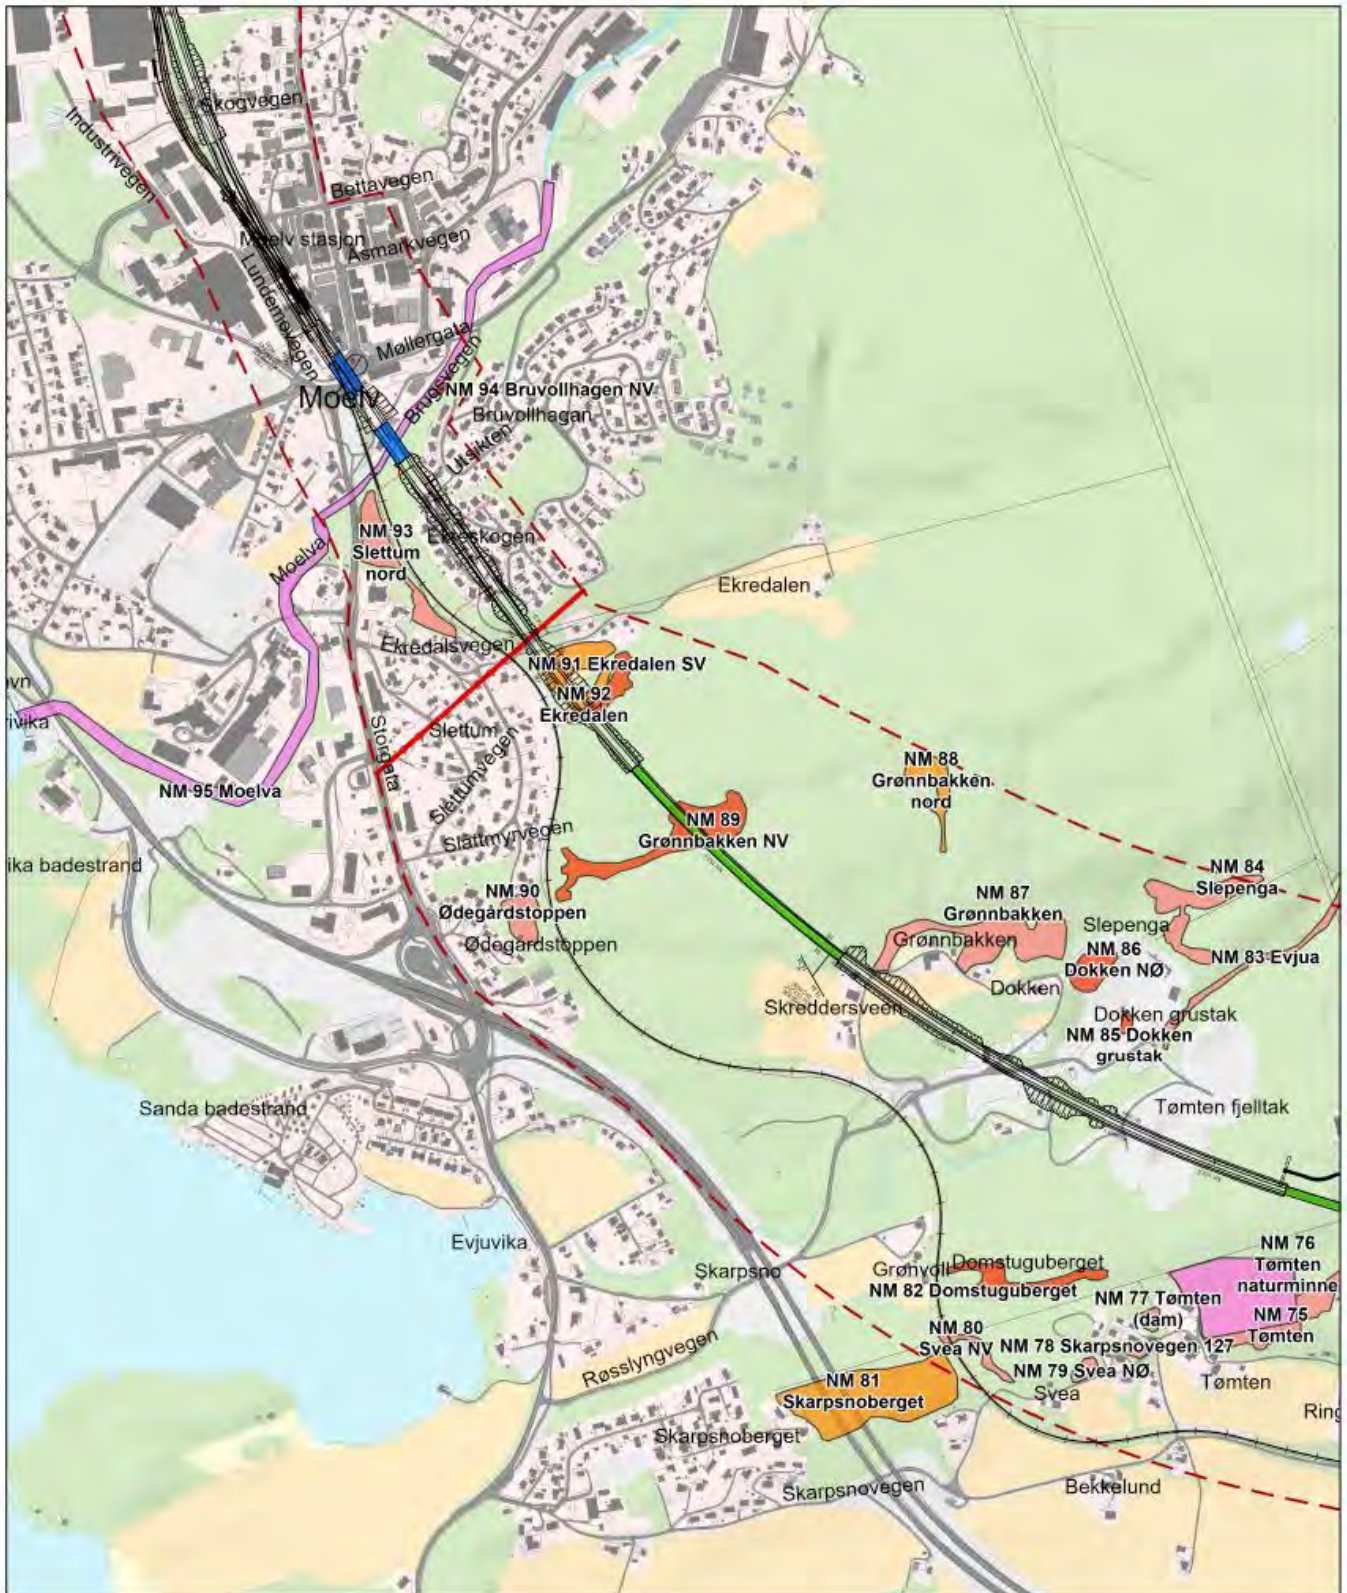 Skogvegen
Industrivegen
Bettavegen
Moelv stasjon
Åsmarkvegen
Lundemovegen
Møllergata
Moelv
Brugsvegen
NM 94 Bruvollhagen NV
Bruvollhagan
Utsikten
NM 93
Slettum
nord
Ekreskogen
Moelva
Ekredalen
Ekredalsvegen
NM 91 Ekredalen SV
NM 92
Ekredalen
Storgata
Slettum
Slettumvegen
NM 95 Moelva
NM 88
Grønnbakken
nord
NM 89
Grønnbakken NV
Slåttmyrvegen
ika badestrand
NM 84
Slepenga
NM 90
Ødegårdstoppen
NM 87
Grønnbakken
Slepenga
Grønnbakken
Ødegårdstoppen
NM 86
Dokken NØ
NM 83 Evjua
Dokken
Skreddersveen
Dokken grustak
NM 85 Dokken
grustak
Sanda badestrand
Tømten fjelltak
Evjuvika
Skarpsno
Grønvoll
Domstuguberget
NM 82 Domstuguberget
NM 76
Tømten
naturminne
NM 77 Tømten
(dam)
NM 75
Tømten
NM 80
Svea NV
NM 78 Skarpsnovegen 127
NM 79 Svea NØ
Svea
Tømten
Røsslyngvegen
NM 81
Skarpsnoberget
Ring
Skarpsnoberget
Skarpsnovegen
Bekkelund